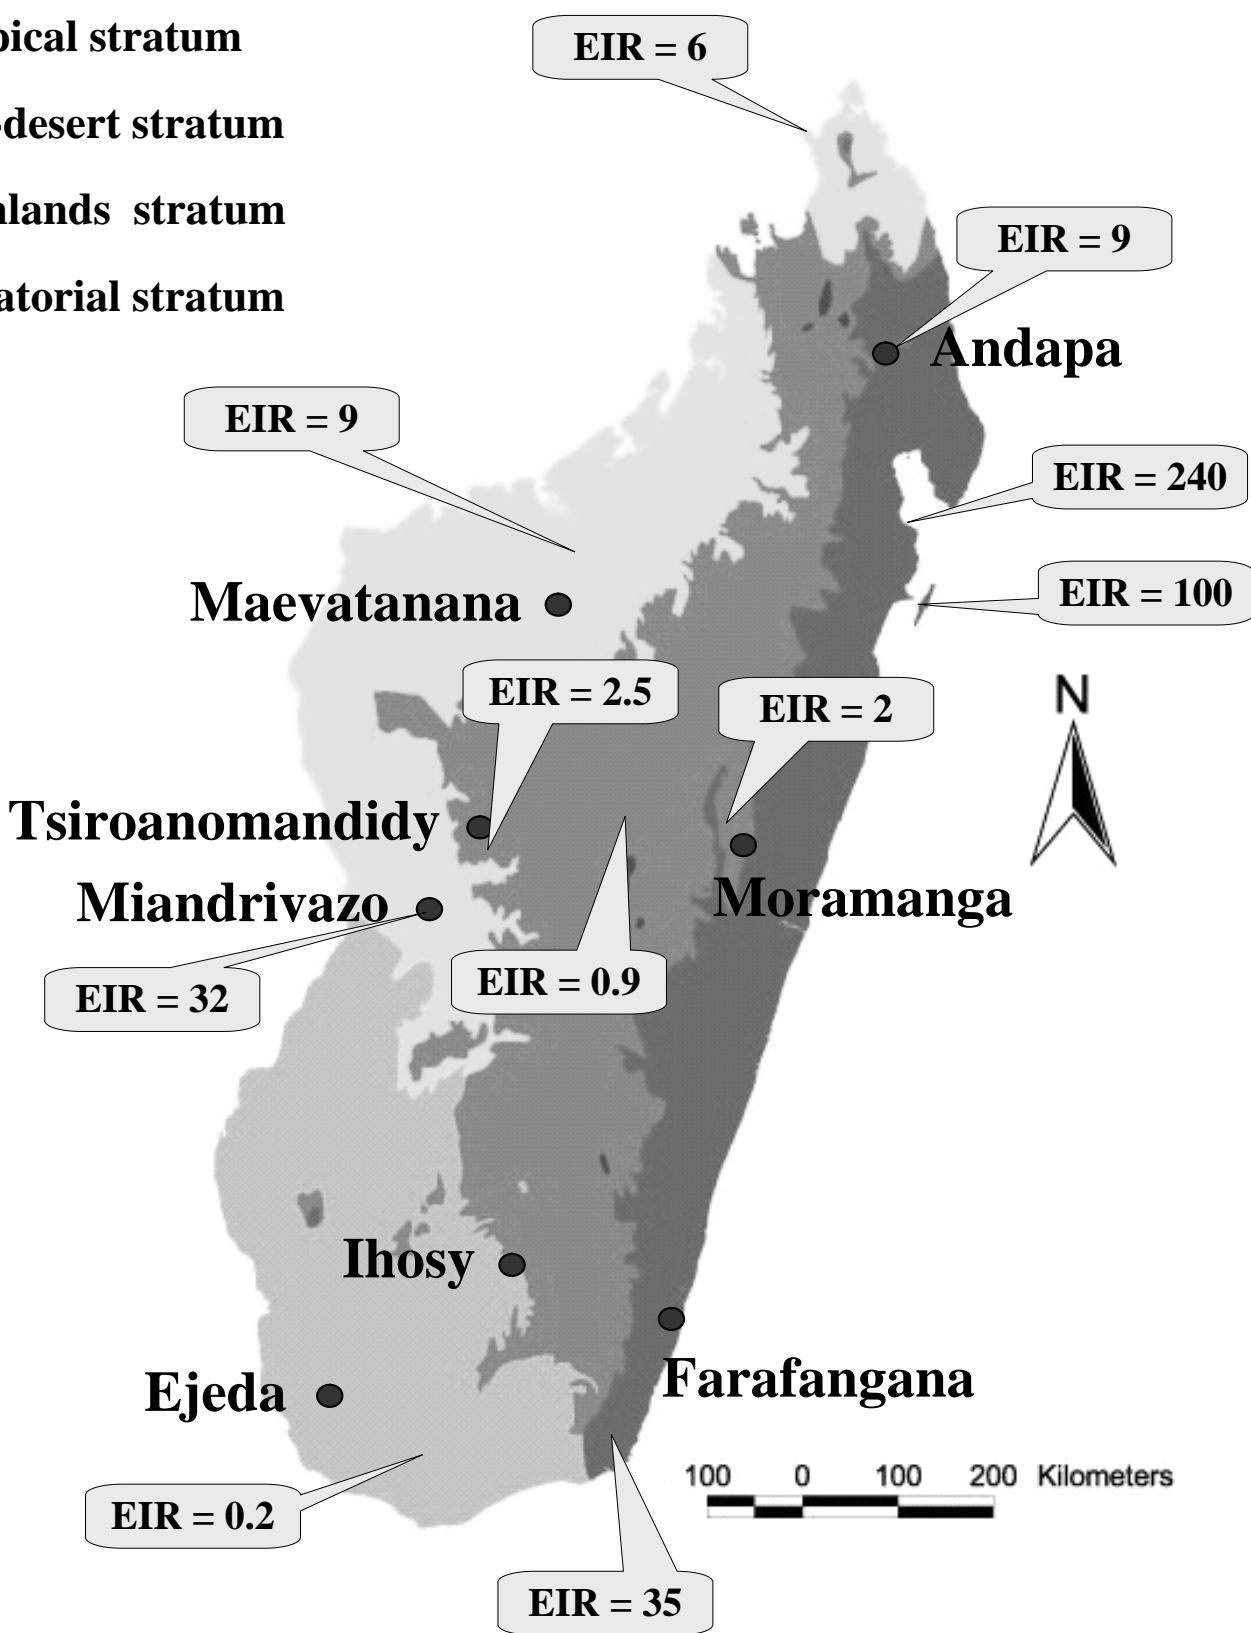 pical stratum
-desert stratum
hlands stratum
atorial stratum
EIR = 6
EIR = 9
Andapa
EIR = 9
EIR = 240
EIR = 100
Maevatanana
EIR = 2.5
EIR = 2
N
Tsiroanomandidy
Miandrivazo
Moramanga
EIR = 32
EIR = 0.9
Ihosy
Farafangana
Ejeda
100 0 100 200 Kilometers
EIR = 0.2
EIR = 35